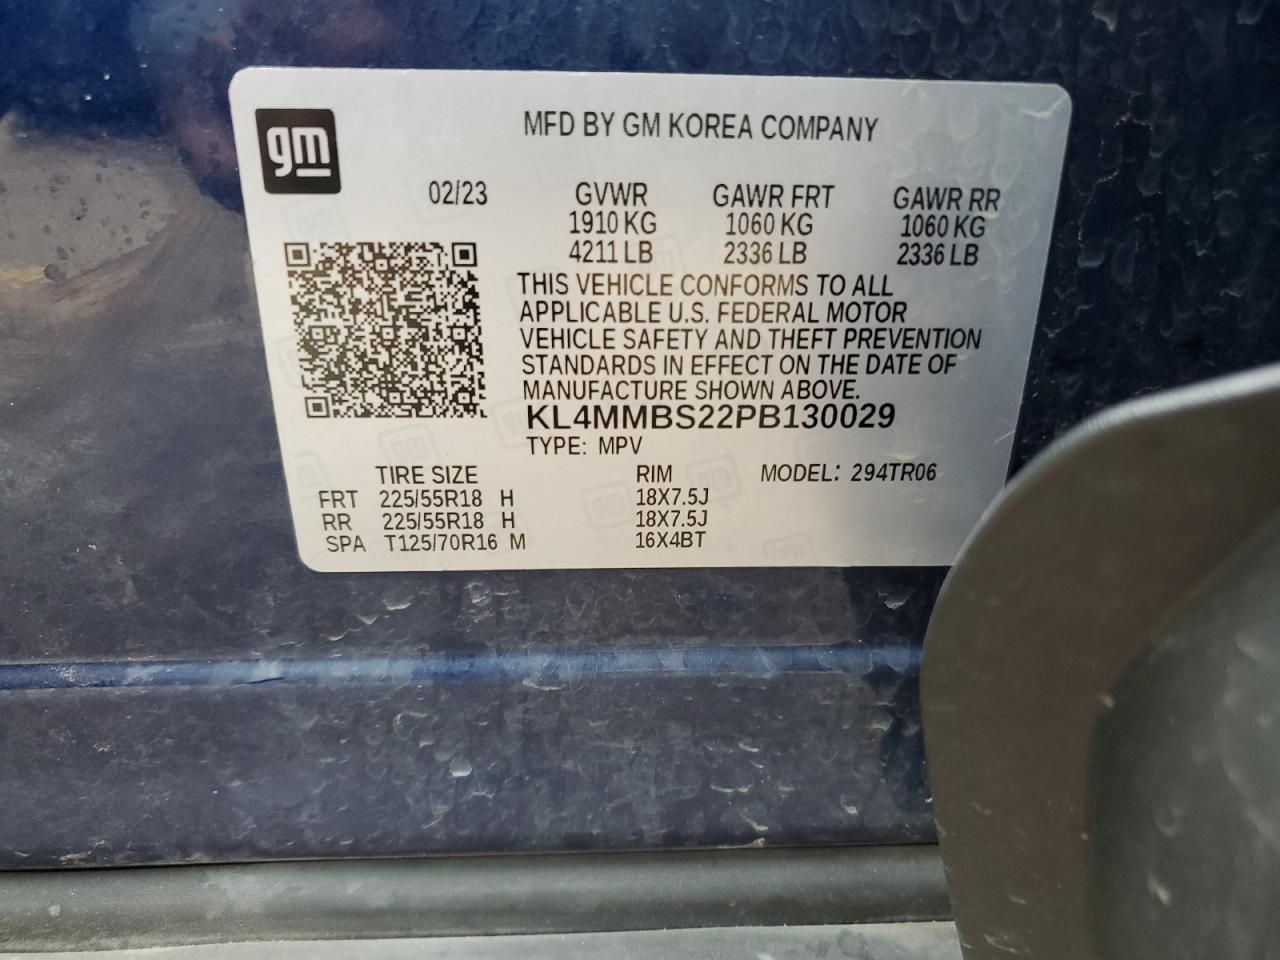 gm
MFD BY GM KOREA COMPANY
02/23 GVWR GAWR FRT GAWR RR
1910 KG 1060 KG 1060 KG
4211 LB 2336 LB 2336 LB
THIS VEHICLE CONFORMS TO ALL
APPLICABLE U.S. FEDERAL MOTOR
VEHICLE SAFETY AND THEFT PREVENTION
STANDARDS IN EFFECT ON THE DATE OF
MANUFACTURE SHOWN ABOVE.
KL4MMBS22PB130029
TYPE: MPV
TIRE SIZE RIM MODEL: 294TR06
FRT 225/55R18 H 18X7.5J
RR 225/55R18 H 18X7.5J
SPA T125/70R16 M 16X4BT